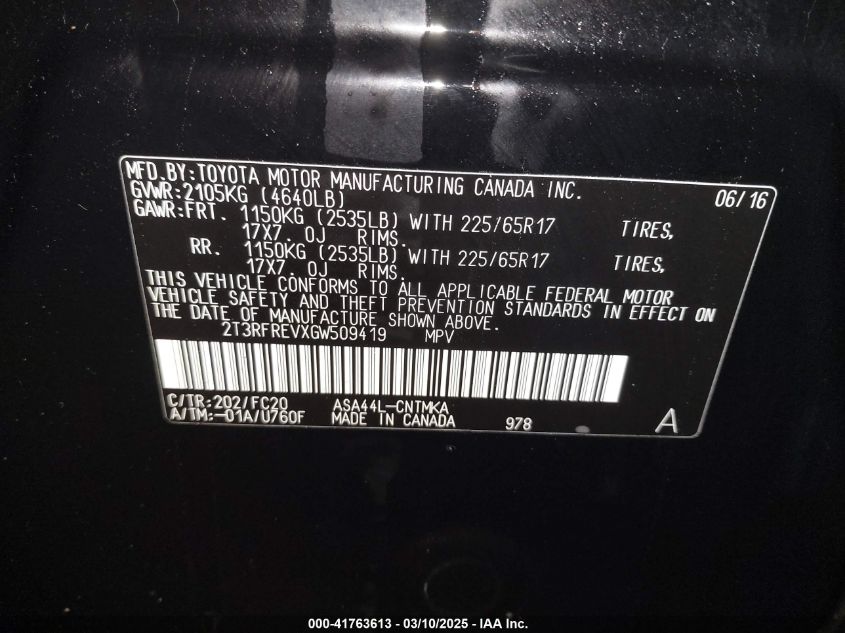 MFD.BY:TOYOTA MOTOR MANUFACTURING CANADA INC. 06/16
GVWR:2105KG (4640LB)
GAWR:FRT. 1150KG (2535LB) WITH 225/65R17 TIRES,
17X7. 0J RIMS.
RR. 1150KG (2535LB) WITH 225/65R17 TIRES,
17X7. 0J RIMS.
THIS VEHICLE CONFORMS TO ALL APPLICABLE FEDERAL MOTOR
VEHICLE SAFETY AND THEFT PREVENTION STANDARDS IN EFFECT ON
THE DATE OF MANUFACTURE SHOWN ABOVE.
2T3RFREVXGW509419 MPV
C/TR:202/FC20 ASA44L-CNTMKA
A/TM:-01A/U760F MADE IN CANADA 978 A
000-41763613 - 03/10/2025 - IAA Inc.